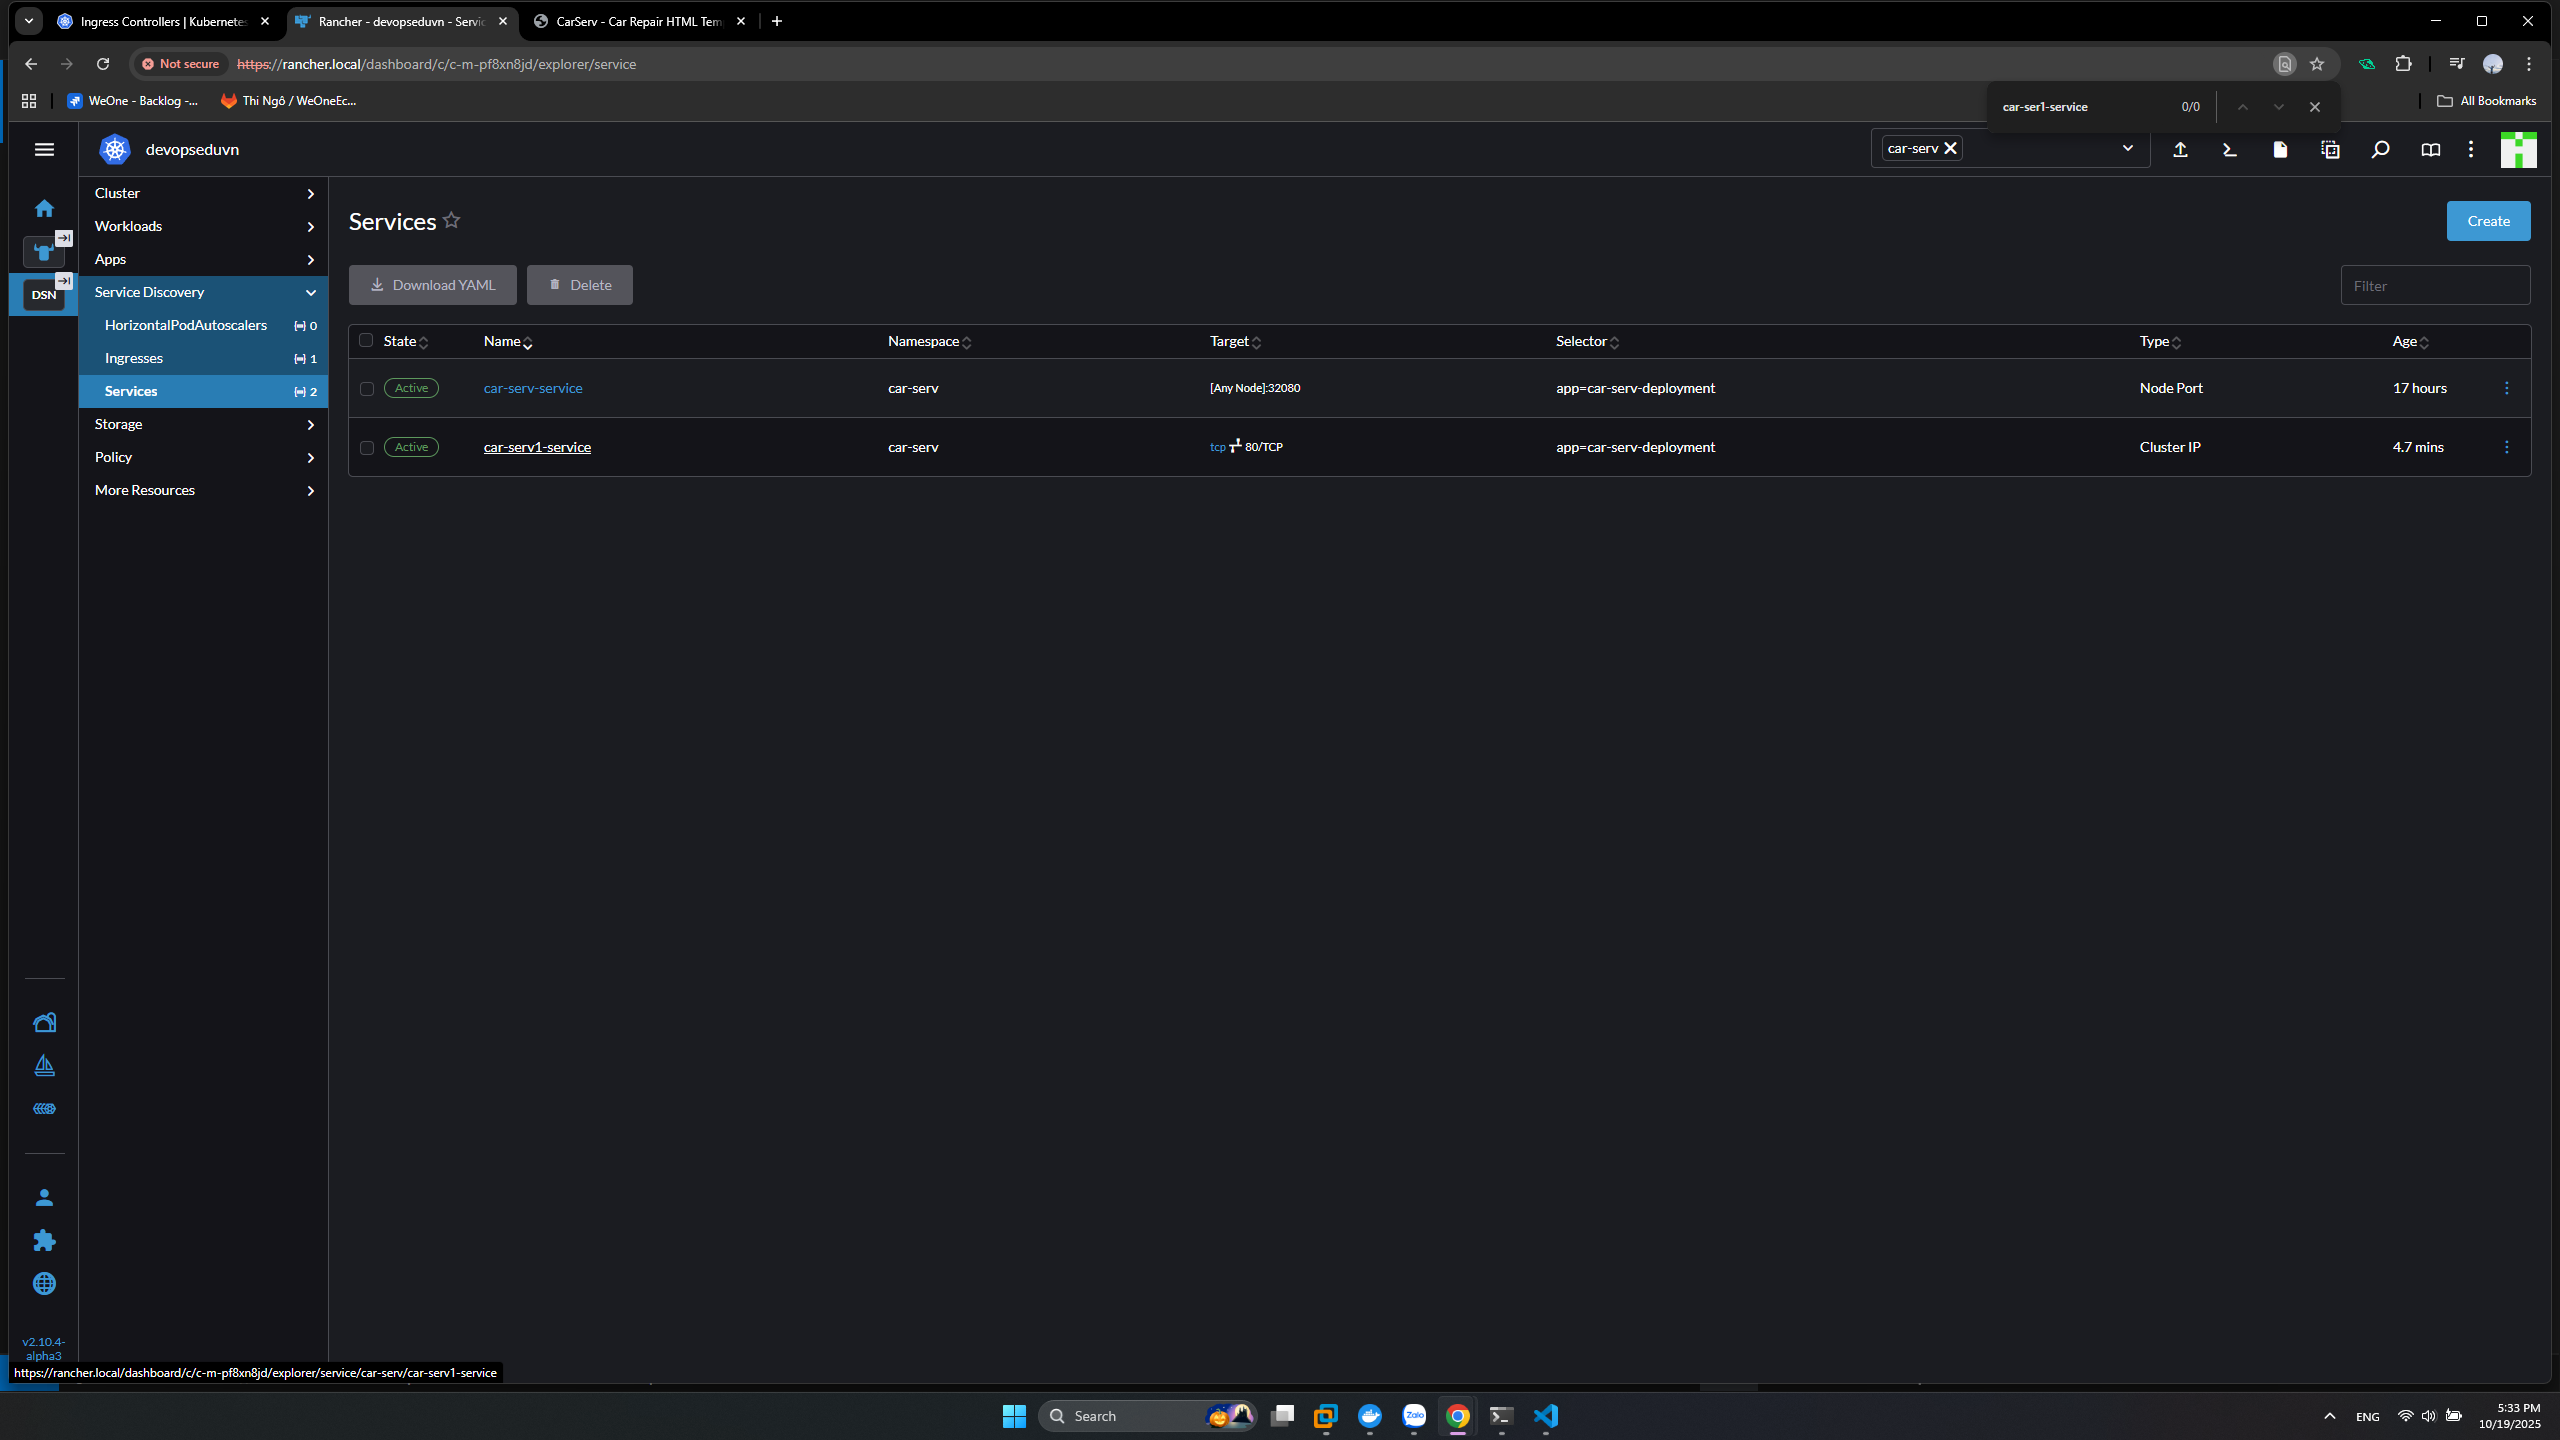 Ingress Controllers | Kubernetes
Rancher - devopseduvn - Servic
CarServ - Car Repair HTML Tem
Not secure
https://rancher.local/dashboard/c/c-m-pf8xn8jd/explorer/service
WeOne - Backlog -...
Thi Ngô / WeOneEc...
car-ser1-service
0/0
All Bookmarks
devopseduvn
car-serv
Cluster
Workloads
Apps
DSN
Service Discovery
HorizontalPodAutoscalers 0
Ingresses 1
Services 2
Storage
Policy
More Resources
Services
Create
Download YAML
Delete
Filter
State Name Namespace Target Selector Type Age
Active car-serv-service car-serv [Any Node]:32080 app=car-serv-deployment Node Port 17 hours
Active car-serv1-service car-serv tcp 80/TCP app=car-serv-deployment Cluster IP 4.7 mins
v2.10.4-
alpha3
https://rancher.local/dashboard/c/c-m-pf8xn8jd/explorer/service/car-serv/car-serv1-service
Search
Zalo
ENG
5:33 PM
10/19/2025